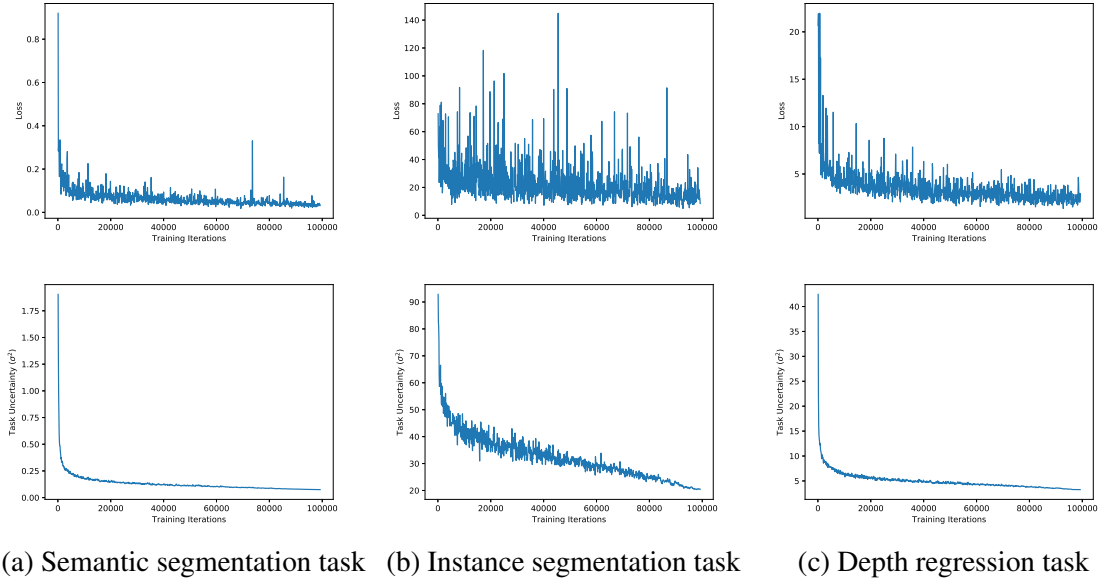 0.8
0.6
0.4
0.2
0.0
Loss
0 20000 40000 60000 80000 100000
Training Iterations
140
120
100
80
60
40
20
0
Loss
0 20000 40000 60000 80000 100000
Training Iterations
20
15
10
5
Loss
0 20000 40000 60000 80000 100000
Training Iterations
1.75
1.50
1.25
1.00
0.75
0.50
0.25
0.00
Task Uncertainty (σ²)
0 20000 40000 60000 80000 100000
Training Iterations
90
80
70
60
50
40
30
20
Task Uncertainty (σ²)
0 20000 40000 60000 80000 100000
Training Iterations
40
35
30
25
20
15
10
5
Task Uncertainty (σ²)
0 20000 40000 60000 80000 100000
Training Iterations
(a) Semantic segmentation task
(b) Instance segmentation task
(c) Depth regression task